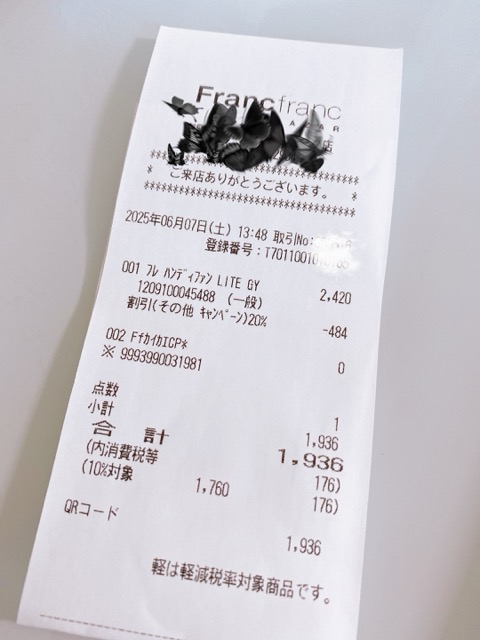 Francfranc
店
********************************
* ご来店ありがとうございます。 *
********************************
2025年06月07日(土) 13:48 取引No:
登録番号:
001 フレ ハンディファン LITE GY 2,420
1209100045488 (一般)
割引(その他 キャンペーン)20% -484
002 FfカイカICP* 0
※ 9993990031981
点数 1
小計 1,936
合 計 1,936
(内消費税等 176)
(10%対象 1,760 176)
QRコード 1,936
軽は軽減税率対象商品です。